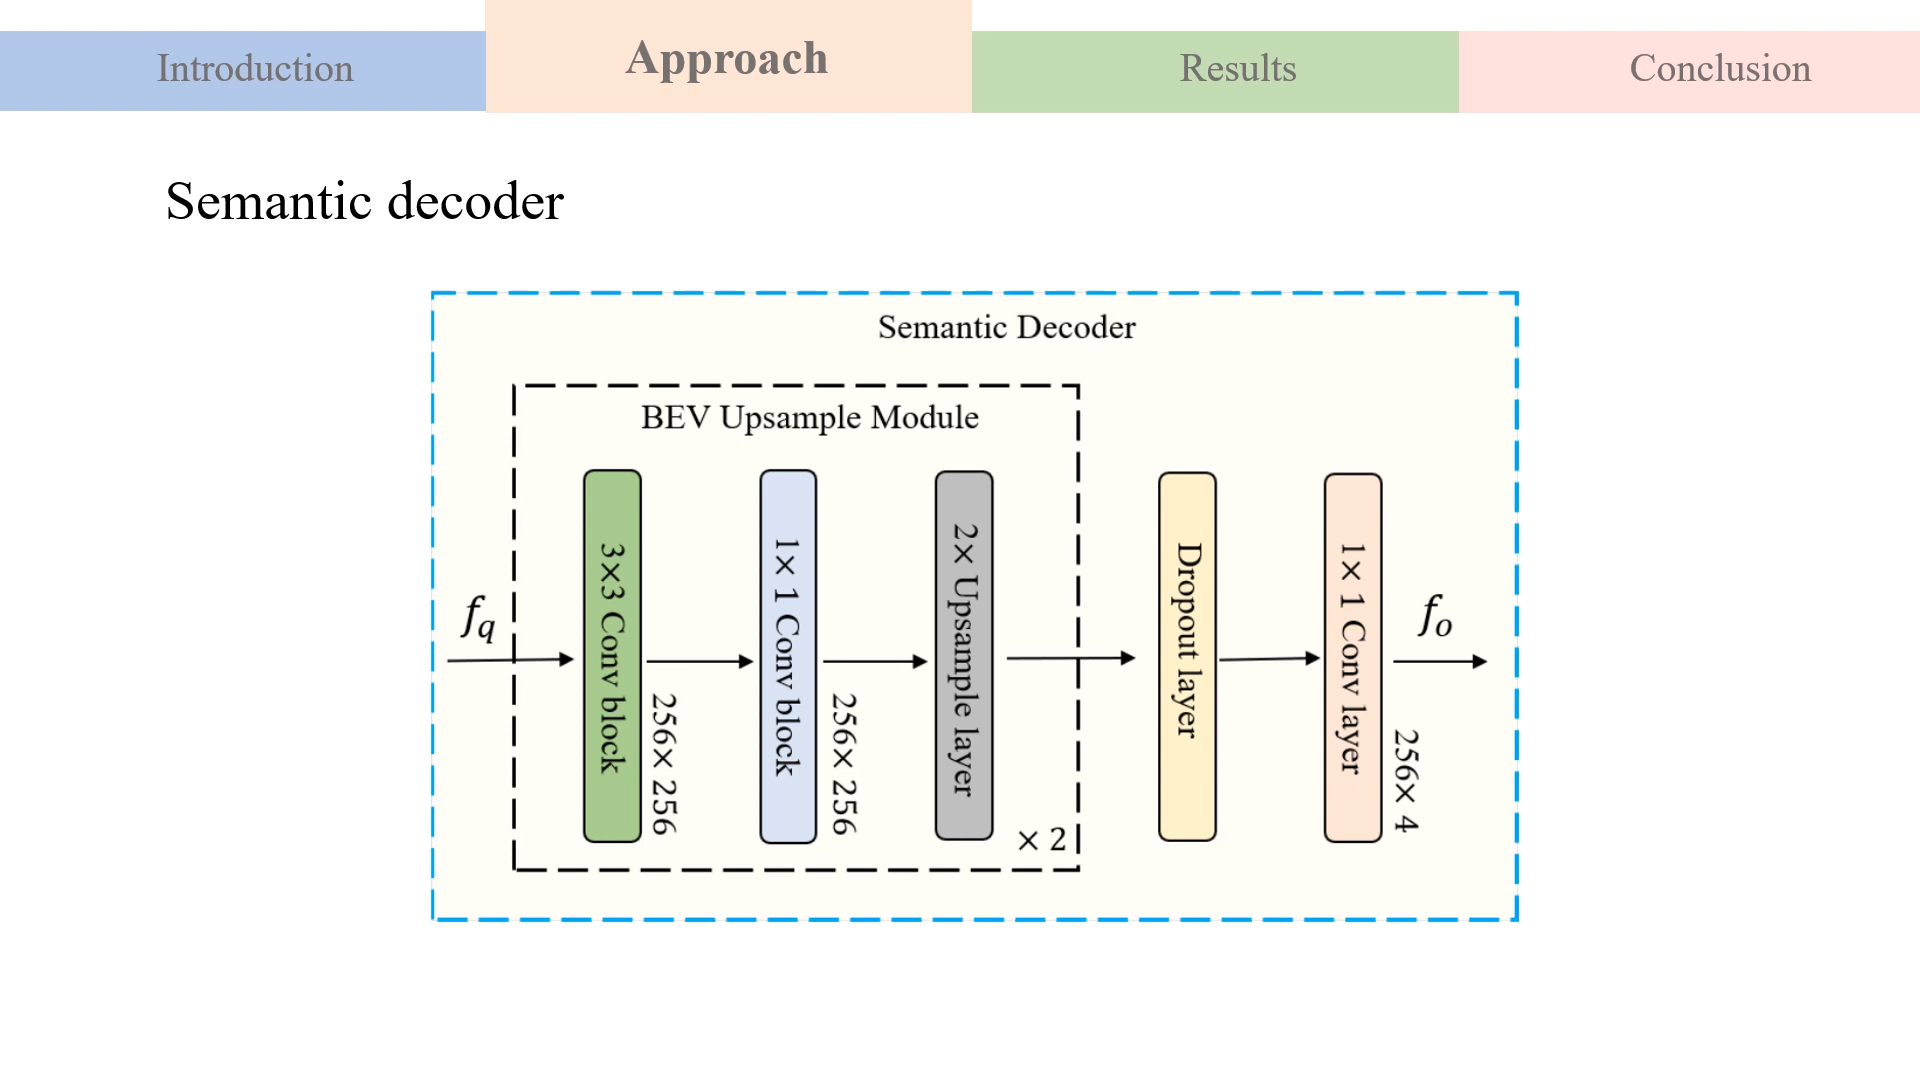 Introduction
Approach
Results
Conclusion
Semantic decoder
Semantic Decoder
BEV Upsample Module
f_q
3×3 Conv block
256× 256
1× 1 Conv block
256× 256
2× Upsample layer
× 2
Dropout layer
1× 1 Conv layer
256× 4
f_o